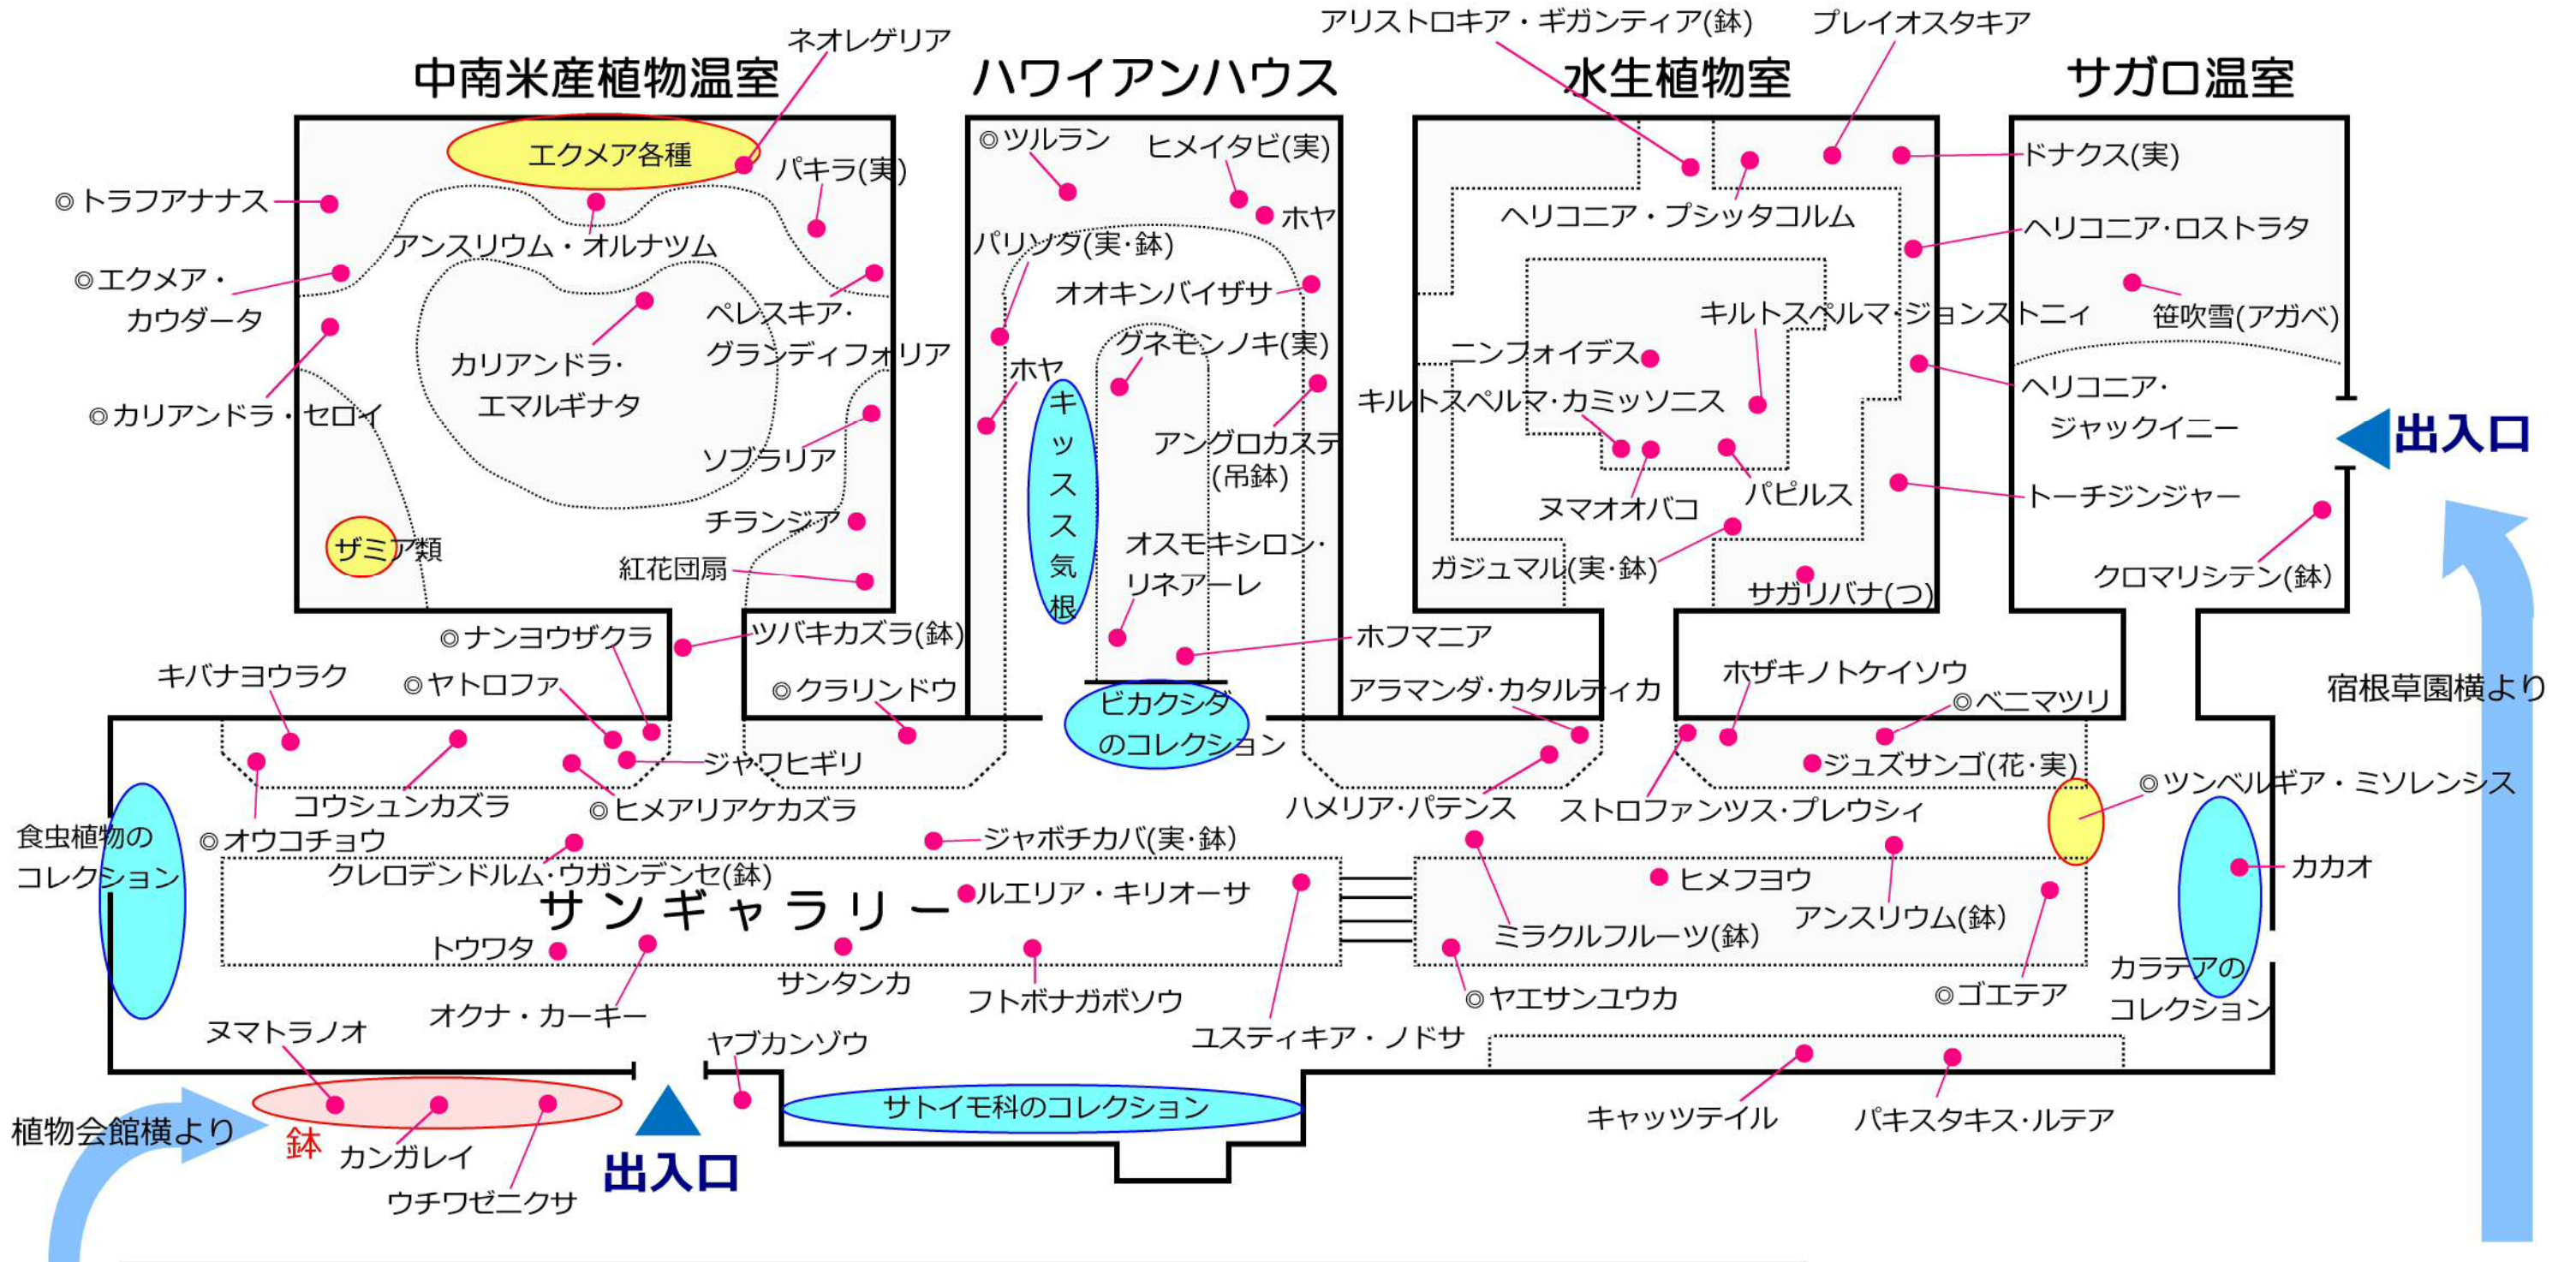 アリストロキア・ギガンティア(鉢)
プレイオスタキア
ネオレゲリア
中南米産植物温室
ハワイアンハウス
水生植物室
サガロ温室
エクメア各種
パキラ(実)
◎トラフアナナス
アンスリウム・オルナツム
◎エクメア・
カウダータ
ペレスキア・
グランディフォリア
カリアンドラ・
エマルギナタ
◎カリアンドラ・セロイ
ソブラリア
チランジア
ザミア類
紅花団扇
◎ツルラン
ヒメイタビ(実)
ホヤ
パリソタ(実・鉢)
オオキンバイザサ
グネモンノキ(実)
ホヤ
キッスス気根
アングロカステ
(吊鉢)
オスモキシロン・
リネアーレ
ホフマニア
ビカクシダ
のコレクション
ドナクス(実)
ヘリコニア・プシッタコルム
ヘリコニア・ロストラタ
キルトスペルマ・ジョンストニィ
笹吹雪(アガベ)
ニンフォイデス
キルトスペルマ・カミッソニス
ヘリコニア・
ジャックイニー
出入口
ヌマオオバコ
パピルス
トーチジンジャー
ガジュマル(実・鉢)
サガリバナ(つ)
クロマリシテン(鉢)
宿根草園横より
◎ナンヨウザクラ
ツバキカズラ(鉢)
キバナヨウラク
◎ヤトロファ
◎クラリンドウ
アラマンダ・カタルティカ
ホザキノトケイソウ
◎ベニマツリ
ジャワヒギリ
ジュズサンゴ(花・実)
◎ツンベルギア・ミソレンシス
コウシュンカズラ
◎ヒメアリアケカズラ
ハメリア・パテンス
ストロファンツス・プレウシィ
食虫植物の
コレクション
◎オウコチョウ
ジャボチカバ(実・鉢)
クレロデンドルム・ウガンデンセ(鉢)
カカオ
サンギャラリー
ルエリア・キリオーサ
ヒメフヨウ
アンスリウム(鉢)
ミラクルフルーツ(鉢)
トウワタ
サンタンカ
フトボナガボソウ
◎ヤエサンユウカ
◎ゴエテア
カラテアの
コレクション
オクナ・カーキー
ヌマトラノオ
ヤブカンゾウ
ユスティキア・ノドサ
サトイモ科のコレクション
キャッツテイル
パキスタキス・ルテア
植物会館横より
鉢
カンガレイ
ウチワゼニクサ
出入口